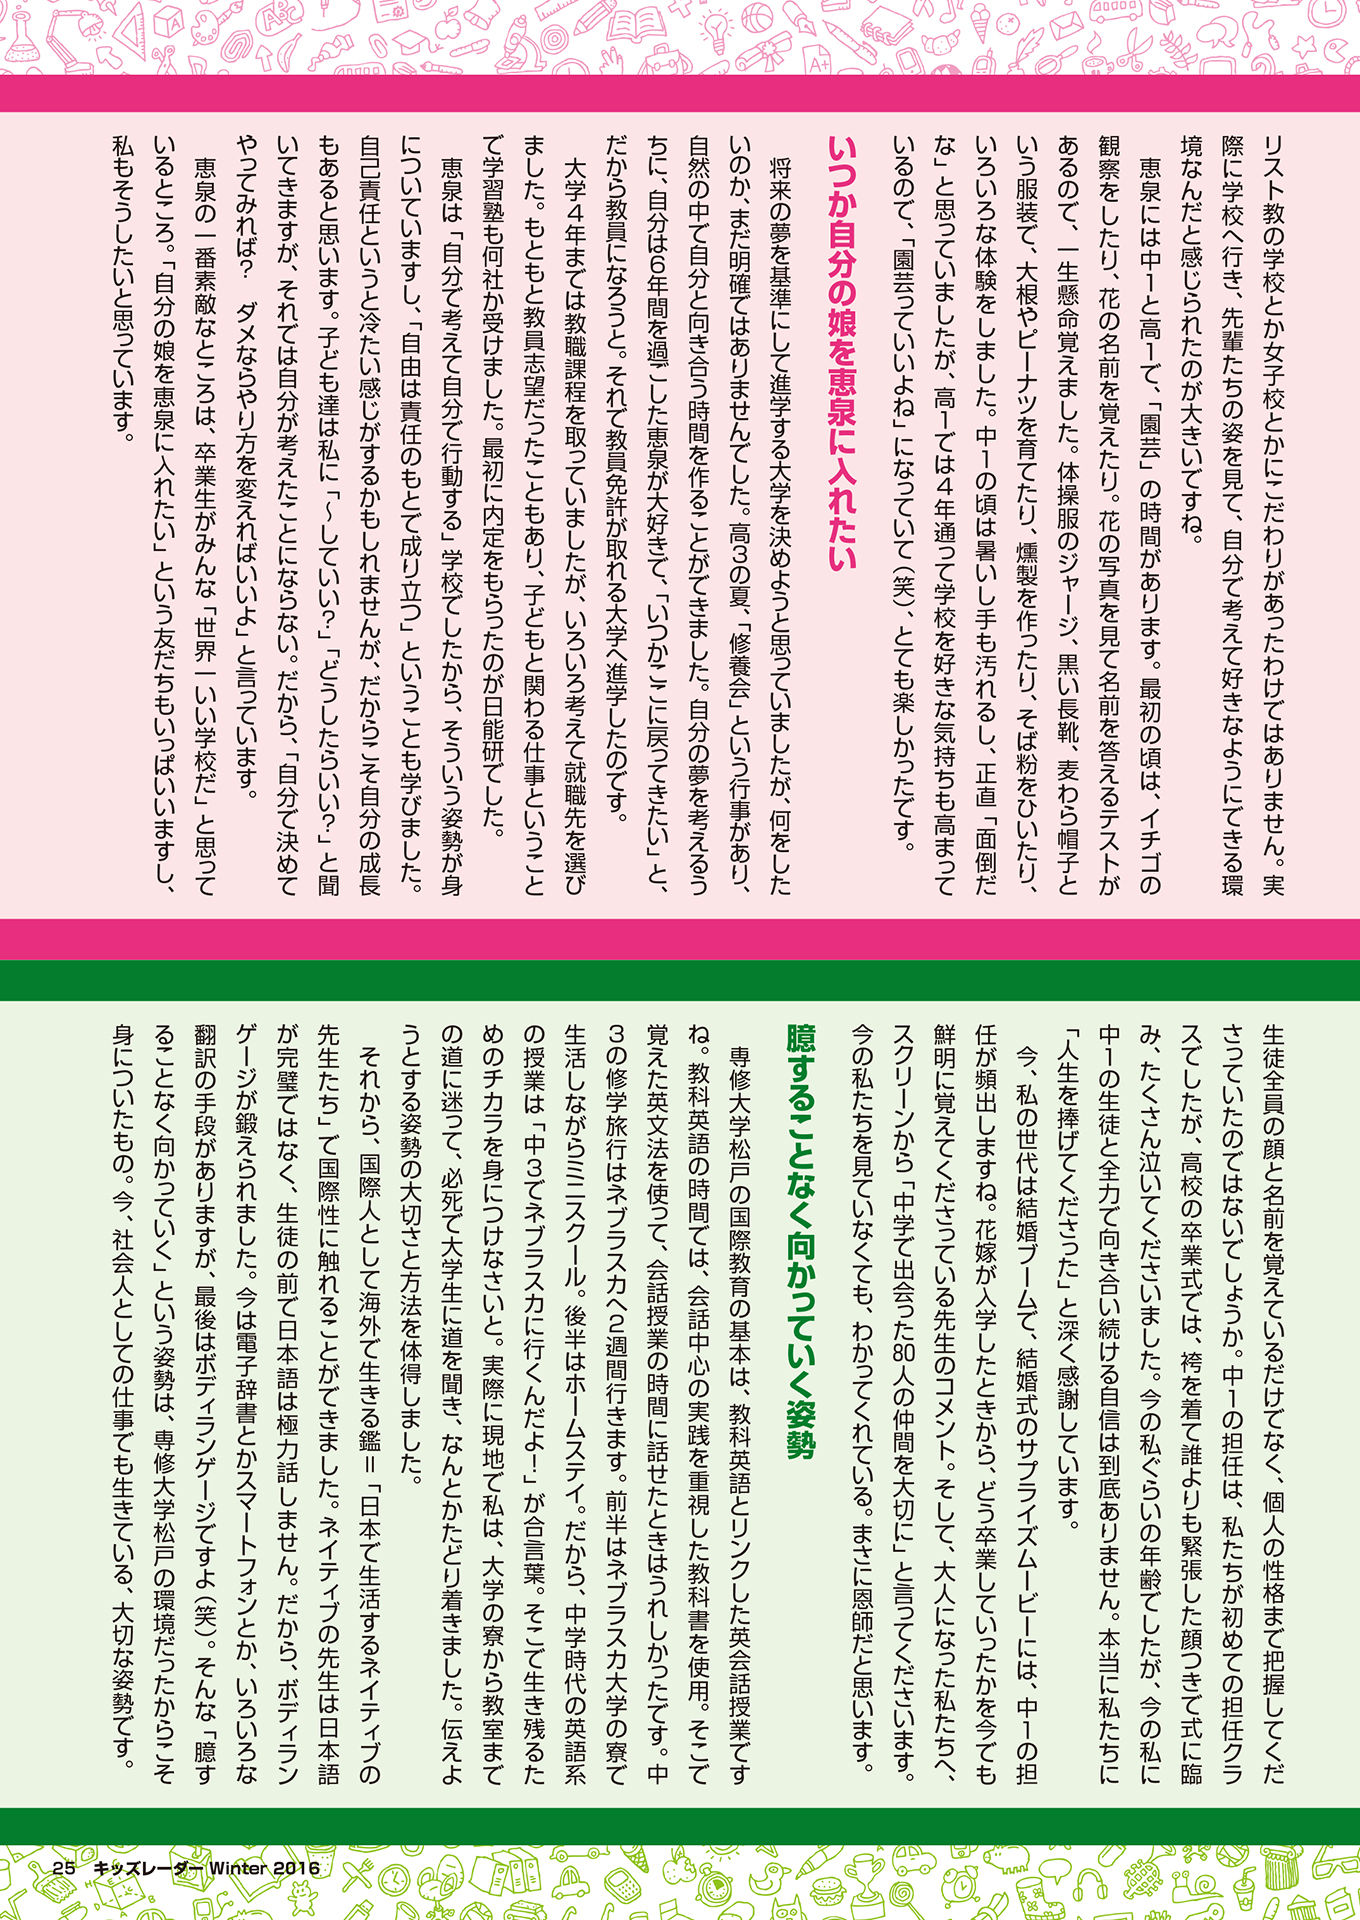 リスト教の学校とか女子校とかにこだわりがあったわけではありません。実
際に学校へ行き、先輩たちの姿を見て、自分で考えて好きなようにできる環
境なんだと感じられたのが大きいですね。
恵泉には中1と高1で、「園芸」の時間があります。最初の頃は、イチゴの
観察をしたり、花の名前を覚えたり。花の写真を見て名前を答えるテストが
あるので、一生懸命覚えました。体操服のジャージ、黒い長靴、麦わら帽子と
いう服装で、大根やピーナツを育てたり、燻製を作ったり、そば粉をひいたり、
いろいろな体験をしました。中1の頃は暑いし手も汚れるし、正直「面倒だ
な」と思っていましたが、高1では4年通って学校を好きな気持ちも高まって
いるので、「園芸っていいよね」になっていて(笑)、とても楽しかったです。
いつか自分の娘を恵泉に入れたい
将来の夢を基準にして進学する大学を決めようと思っていましたが、何をした
いのか、まだ明確ではありませんでした。高3の夏、「修養会」という行事があり、
自然の中で自分と向き合う時間を作ることができました。自分の夢を考えるう
ちに、自分は6年間を過ごした恵泉が大好きで、「いつかここに戻ってきたい」と、
だから教員になろうと。それで教員免許が取れる大学へ進学したのです。
大学4年までは教職課程を取っていましたが、いろいろ考えて就職先を選び
ました。もともと教員志望だったこともあり、子どもと関わる仕事ということ
で学習塾も何社か受けました。最初に内定をもらったのが日能研でした。
恵泉は「自分で考えて自分で行動する」学校でしたから、そういう姿勢が身
についていますし、「自由は責任のもとで成り立つ」ということも学びました。
自己責任というと冷たい感じがするかもしれませんが、だからこそ自分の成長
もあると思います。子ども達は私に「〜していい?」「どうしたらいい?」と聞
いてきますが、それでは自分が考えたことにならない。だから、「自分で決めて
やってみれば? ダメならやり方を変えればいいよ」と言っています。
恵泉の一番素敵なところは、卒業生がみんな「世界一いい学校だ」と思って
いるところ。「自分の娘を恵泉に入れたい」という友だちもいっぱいいますし、
私もそうしたいと思っています。
生徒全員の顔と名前を覚えているだけでなく、個人の性格まで把握してくだ
さっていたのではないでしょうか。中1の担任は、私たちが初めての担任クラ
スでしたが、高校の卒業式では、袴を着て誰よりも緊張した顔つきで式に臨
み、たくさん泣いてくださいました。今の私ぐらいの年齢でしたが、今の私に
中1の生徒と全力で向き合い続ける自信は到底ありません。本当に私たちに
「人生を捧げてくださった」と深く感謝しています。
今、私の世代は結婚ブームで、結婚式のサプライズムービーには、中1の担
任が頻出しますね。花嫁が入学したときから、どう卒業していったかを今でも
鮮明に覚えてくださっている先生のコメント。そして、大人になった私たちへ、
スクリーンから「中学で出会った80人の仲間を大切に」と言ってくださいます。
今の私たちを見ていなくても、わかってくれている。まさに恩師だと思います。
臆することなく向かっていく姿勢
専修大学松戸の国際教育の基本は、教科英語とリンクした英会話授業です
ね。教科英語の時間では、会話中心の実践を重視した教科書を使用。そこで
覚えた英文法を使って、会話授業の時間に話せたときはうれしかったです。中
3の修学旅行はネブラスカへ2週間行きます。前半はネブラスカ大学の寮で
生活しながらミニスクール。後半はホームステイ。だから、中学時代の英語系
の授業は「中3でネブラスカに行くんだよ!」が合言葉。そこで生き残るた
めのチカラを身につけなさいと。実際に現地で私は、大学の寮から教室まで
の道に迷って、必死で大学生に道を聞き、なんとかたどり着きました。伝えよ
うとする姿勢の大切さと方法を体得しました。
それから、国際人として海外で生きる鑑=「日本で生活するネイティブの
先生たち」で国際性に触れることができました。ネイティブの先生は日本語
が完璧ではなく、生徒の前で日本語は極力話しません。だから、ボディラン
ゲージが鍛えられました。今は電子辞書とかスマートフォンとか、いろいろな
翻訳の手段がありますが、最後はボディランゲージですよ(笑)。そんな「臆す
ることなく向かっていく」という姿勢は、専修大学松戸の環境だったからこそ
身についたもの。今、社会人としての仕事でも生きている、大切な姿勢です。
25 キッズレーダー Winter 2016